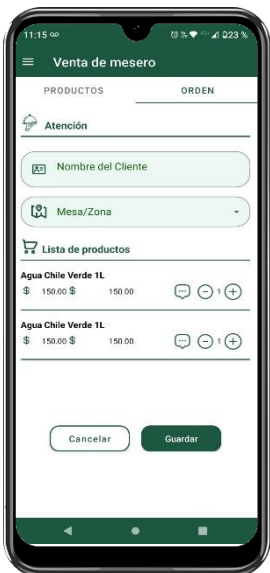 11:15
23 %
Venta de mesero
PRODUCTOS ORDEN
Atención
Nombre del Cliente
Mesa/Zona
Lista de productos
Agua Chile Verde 1L
$ 150.00 $ 150.00 1
Agua Chile Verde 1L
$ 150.00 $ 150.00 1
Cancelar Guardar